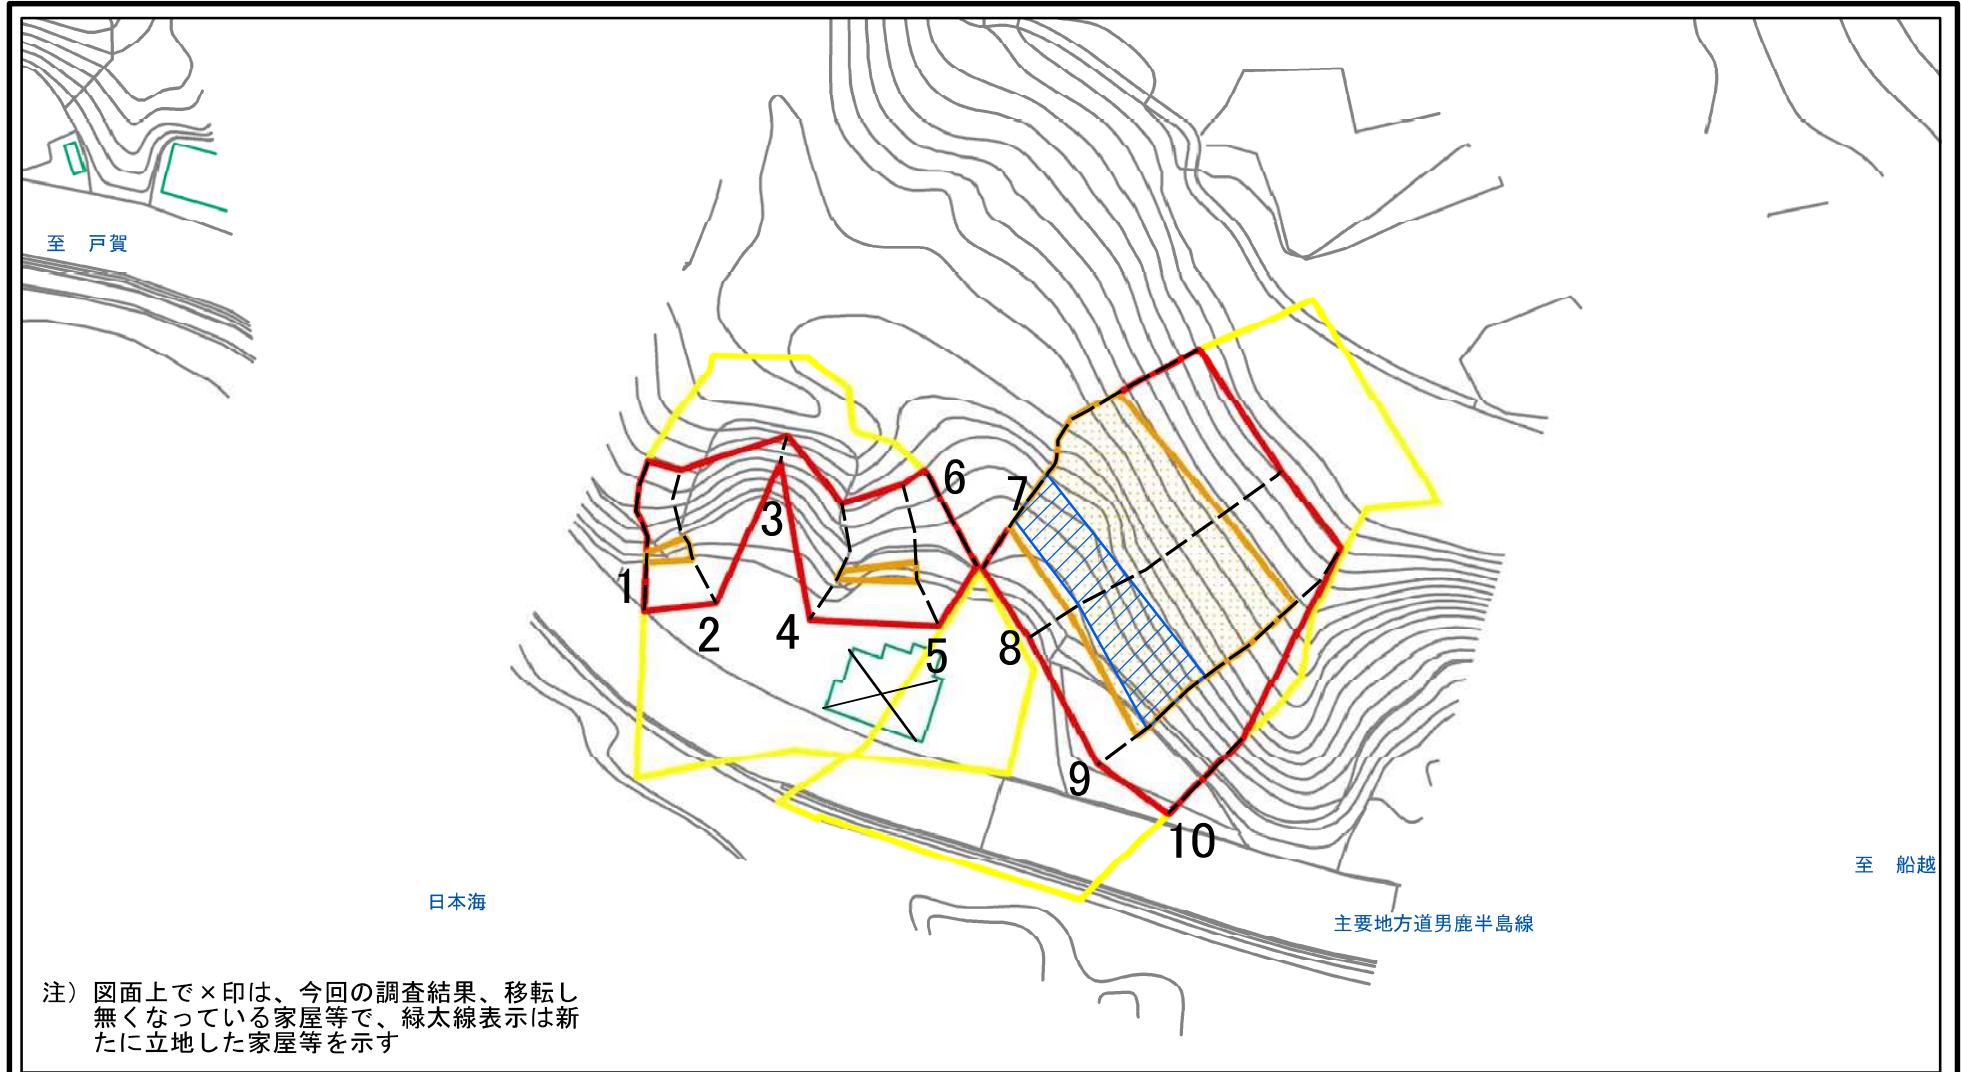 至　戸賀
6
7
3
1
2
4
5
8
9
10
至　船越
日本海
主要地方道男鹿半島線
注）図面上で×印は、今回の調査結果、移転し
無くなっている家屋等で、緑太線表示は新
たに立地した家屋等を示す